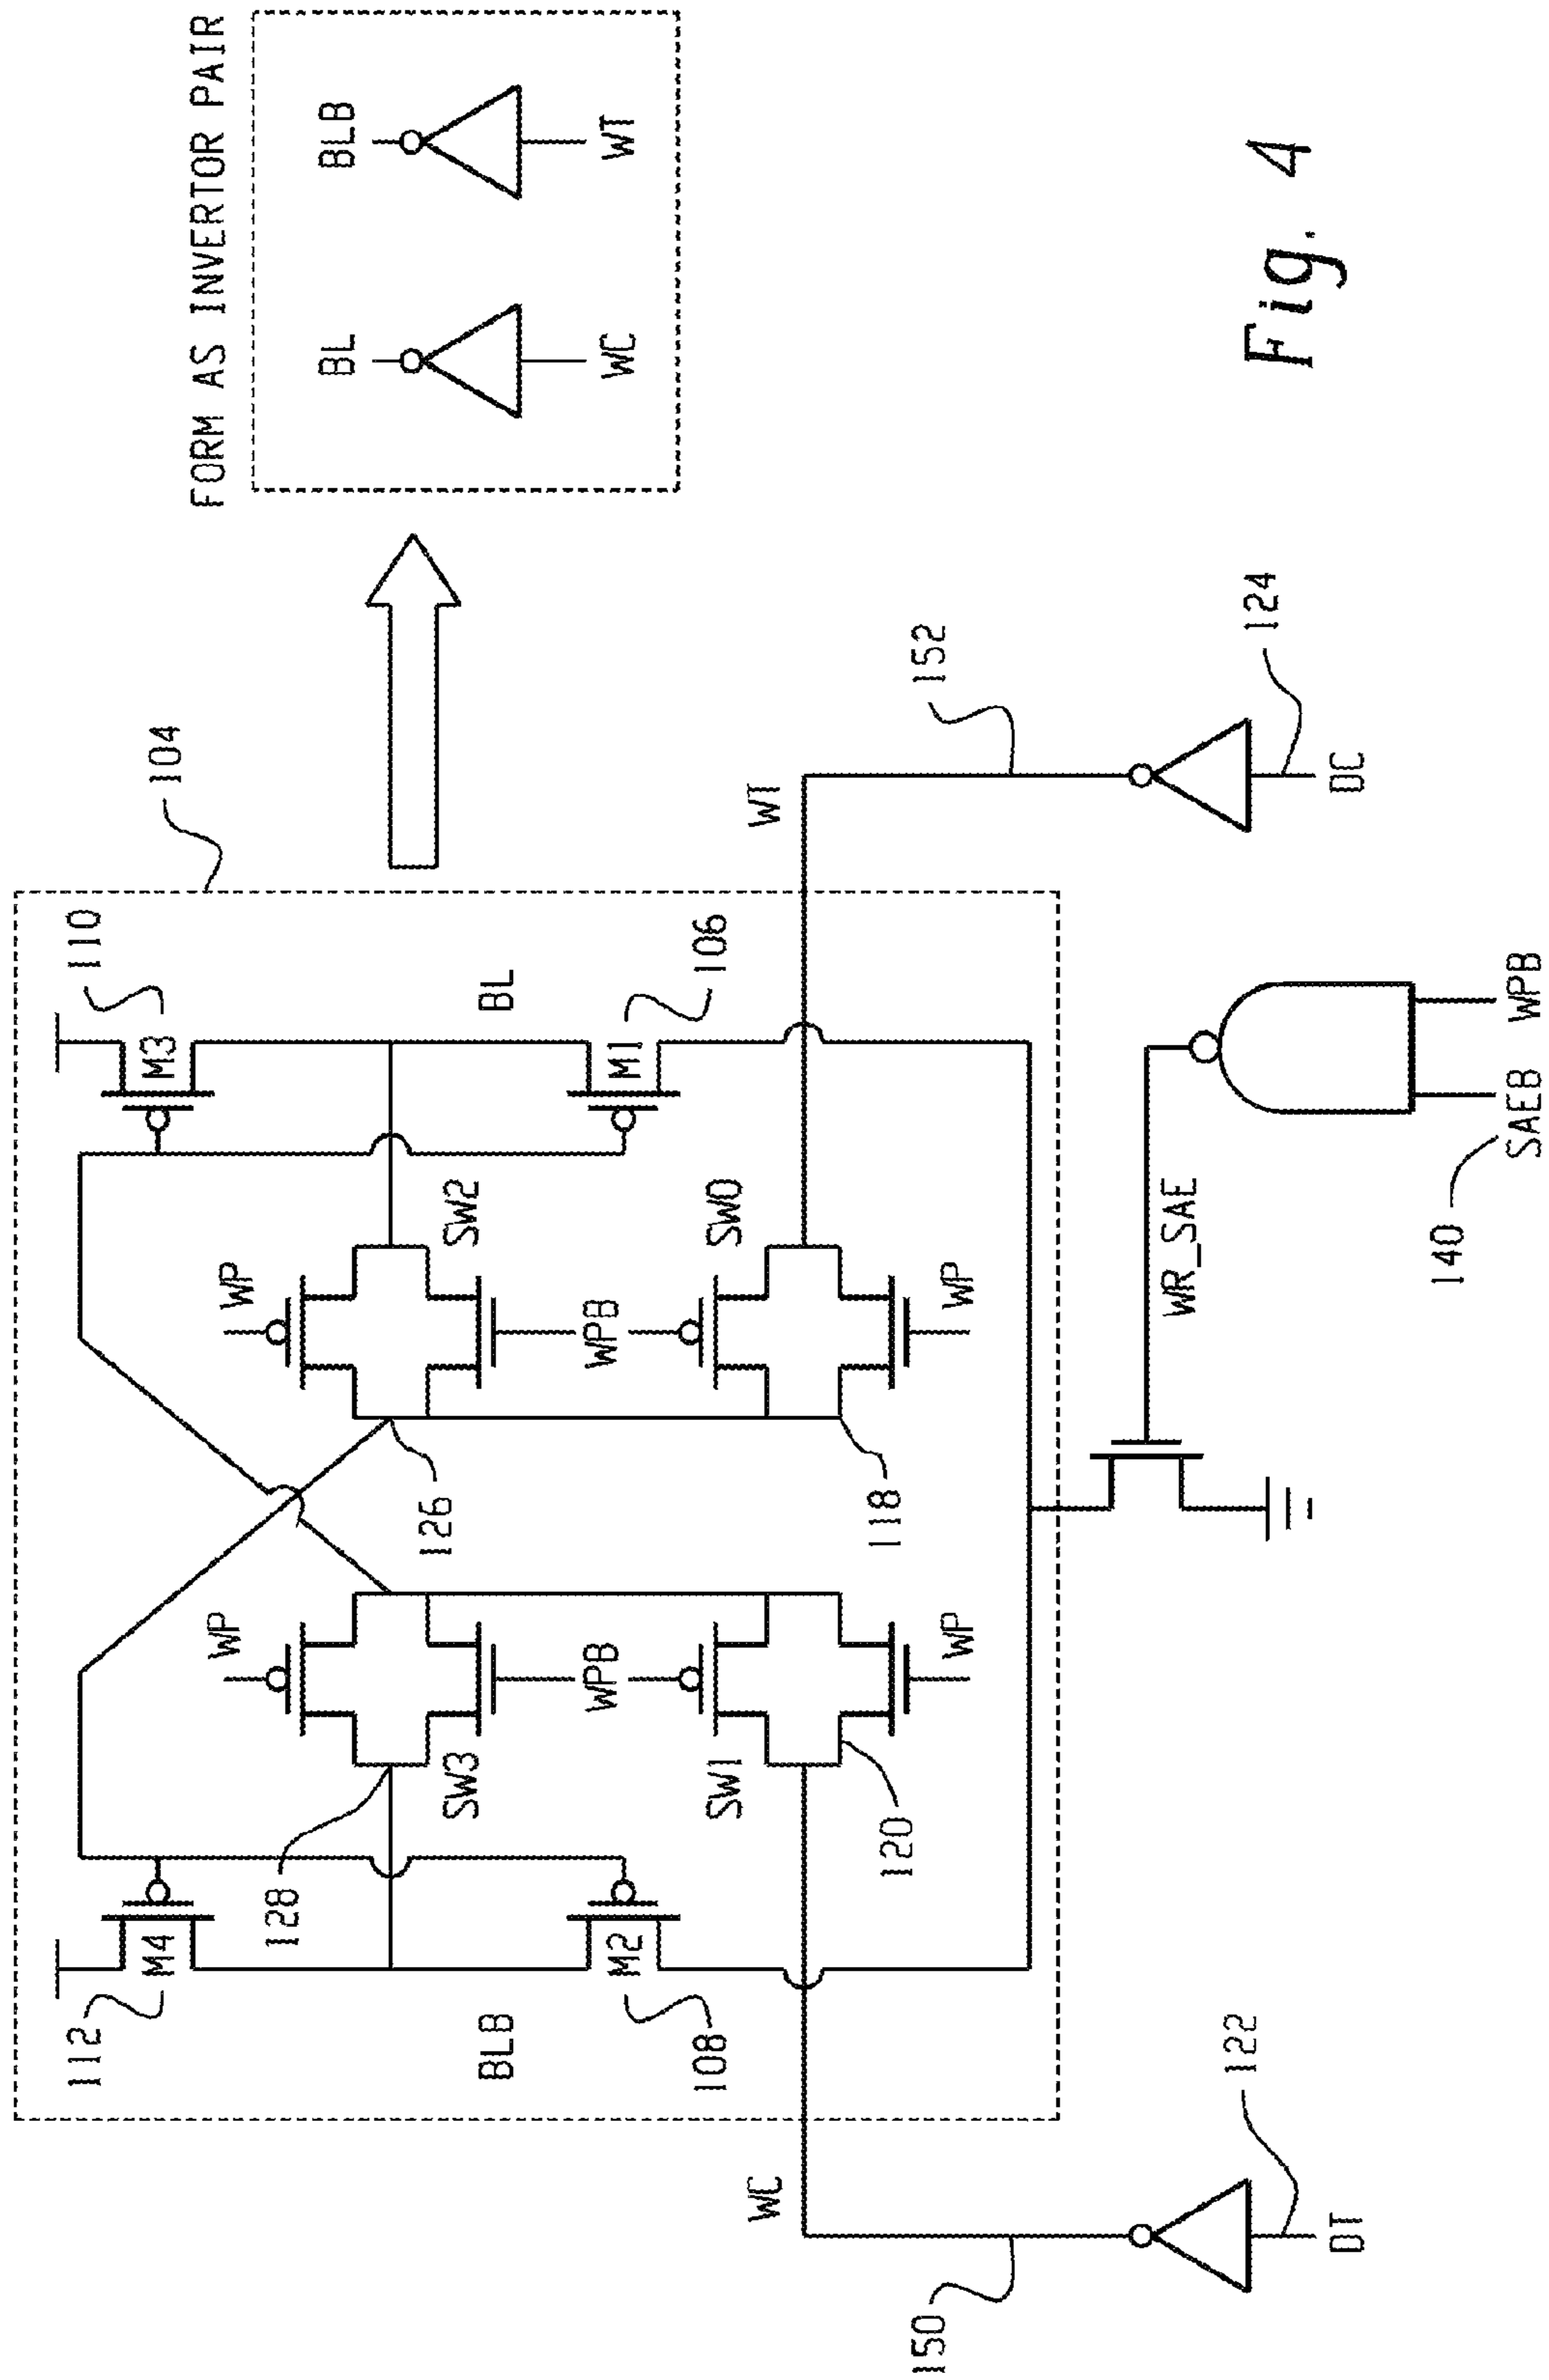 FORM AS INVERTOR PAIR
BL
BLB
WC
WT
104
112
M4
M3
110
BLB
BL
WP
WP
128
126
SW3
SW2
WPB
WPB
108
M2
M1
106
SW1
SW0
120
118
WP
WP
WC
WT
150
152
WR_SAE
122
124
DT
DC
140
SAEB
WPB
Fig. 4